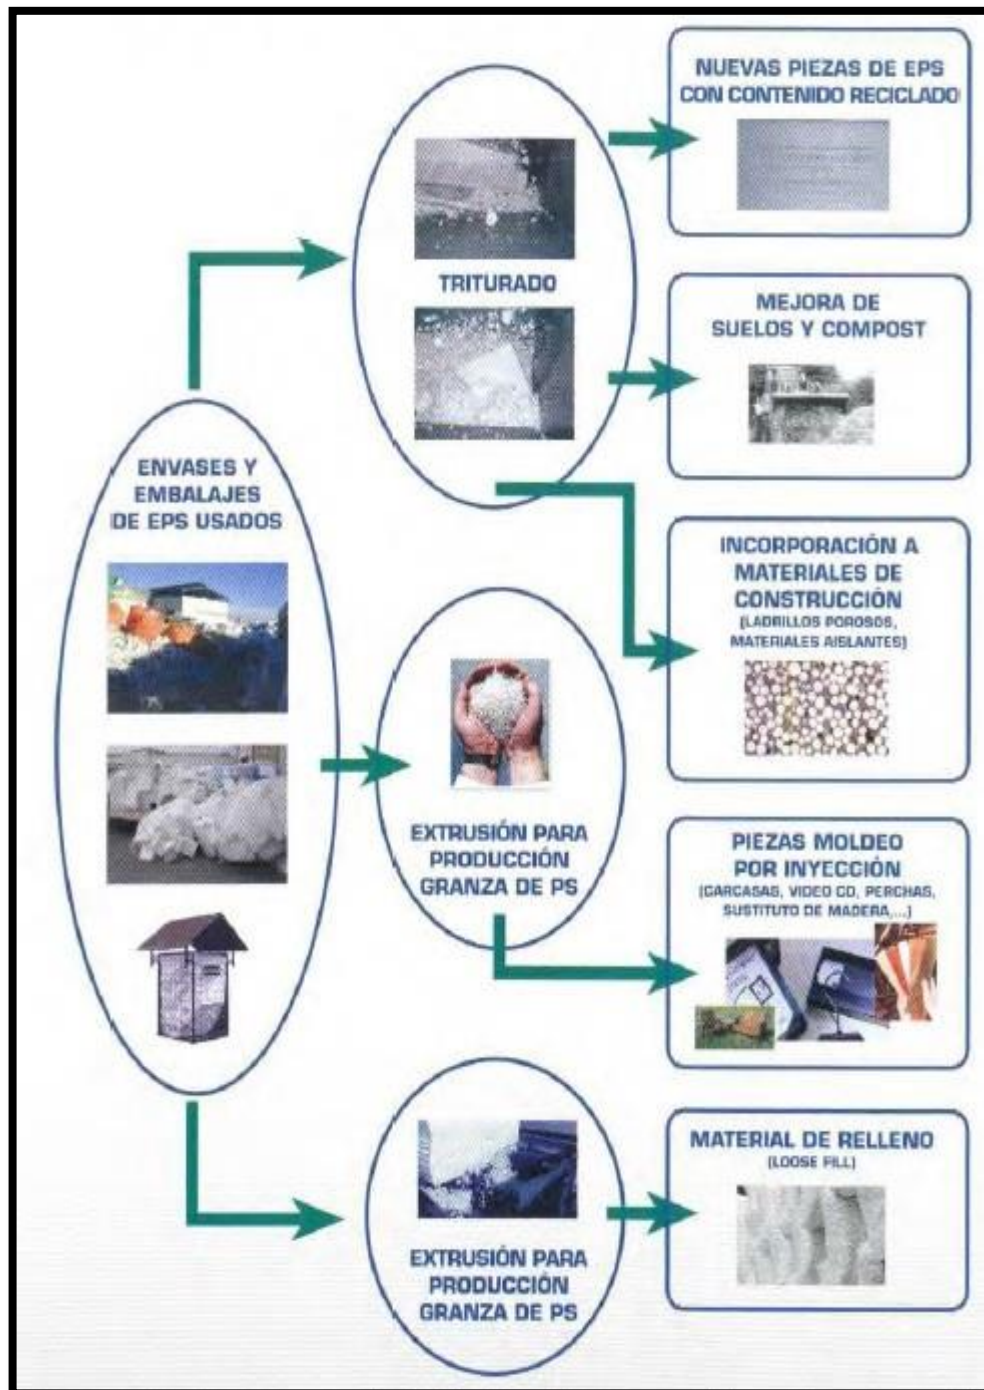 NUEVAS PIEZAS DE EPS
CON CONTENIDO RECICLADO
TRITURADO
MEJORA DE
SUELOS Y COMPOST
ENVASES Y
EMBALAJES
DE EPS USADOS
INCORPORACIÓN A
MATERIALES DE
CONSTRUCCIÓN
(LADRILLOS POROSOS,
MATERIALES AISLANTES)
EXTRUSIÓN PARA
PRODUCCIÓN
GRANZA DE PS
PIEZAS MOLDEO
POR INYECCIÓN
(CARCASAS, VIDEO CD, PERCHAS,
SUSTITUTO DE MADERA,...)
EXTRUSIÓN PARA
PRODUCCIÓN
GRANZA DE PS
MATERIAL DE RELLENO
(LOOSE FILL)